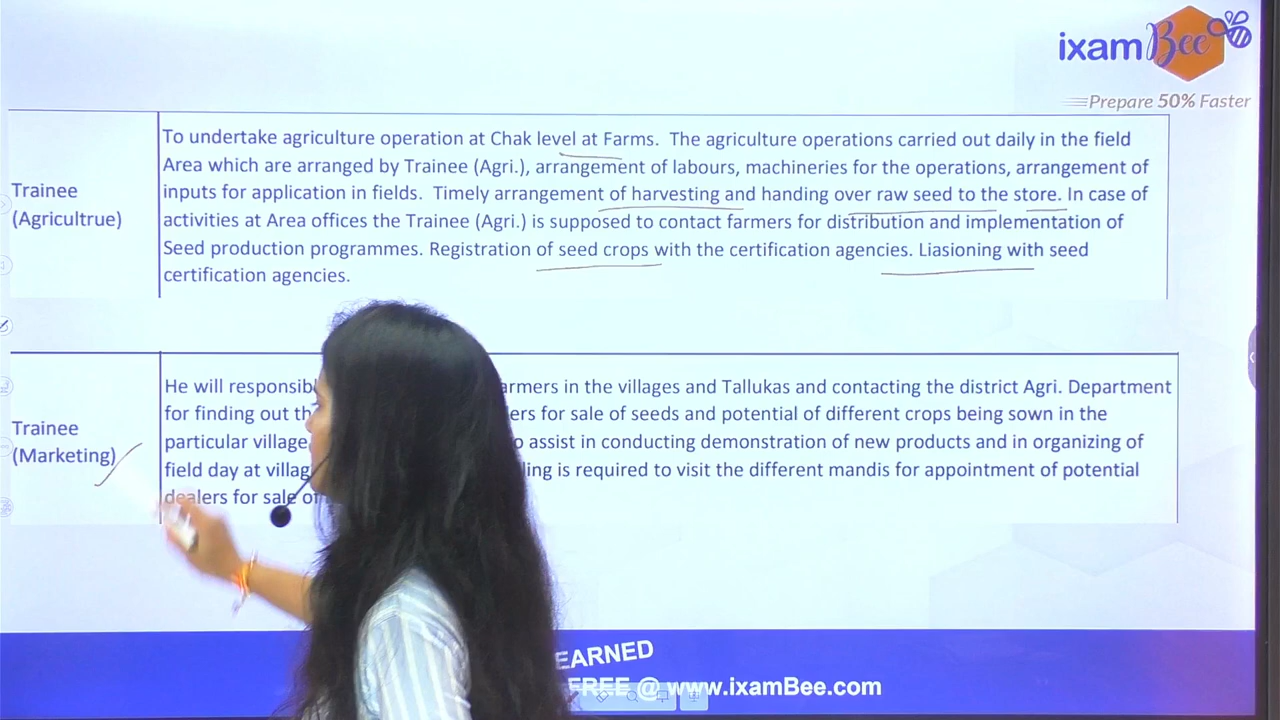 ixamBee
Prepare 50% Faster
To undertake agriculture operation at Chak level at Farms. The agriculture operations carried out daily in the field
Area which are arranged by Trainee (Agri.), arrangement of labours, machineries for the operations, arrangement of
Trainee
(Agricultrue)
inputs for application in fields. Timely arrangement of harvesting and handing over raw seed to the store. In case of
activities at Area offices the Trainee (Agri.) is supposed to contact farmers for distribution and implementation of
Seed production programmes. Registration of seed crops with the certification agencies. Liasioning with seed
certification agencies.
Trainee
(Marketing)
He will in the villages and Tallukas and contacting the district Agri. Department
for finding out for sale of seeds and potential of different crops being sown in the
particular village assist in conducting demonstration of new products and in organizing of
field day at is required to visit the different mandis for appointment of potential
dealers for sale of
EARNED
FREE @ www.ixamBee.com